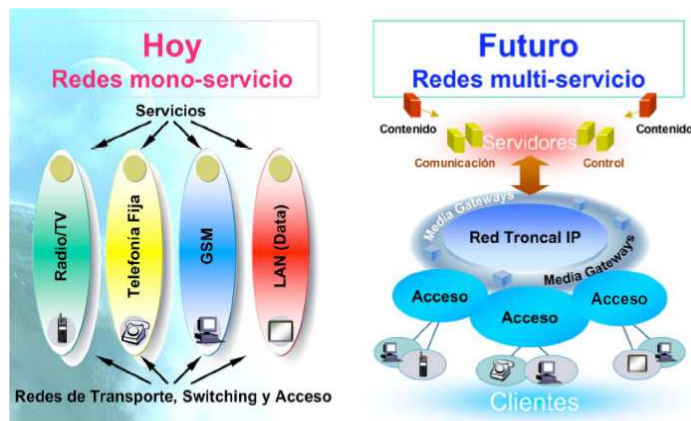 Hoy
Redes mono-servicio
Servicios
Radio/TV
Telefonía Fija
GSM
LAN (Data)
Redes de Transporte, Switching y Acceso
Futuro
Redes multi-servicio
Contenido
Servidores
Contenido
Comunicación
Control
Media Gateways
Red Troncal IP
Media Gateways
Acceso
Acceso
Acceso
Clientes